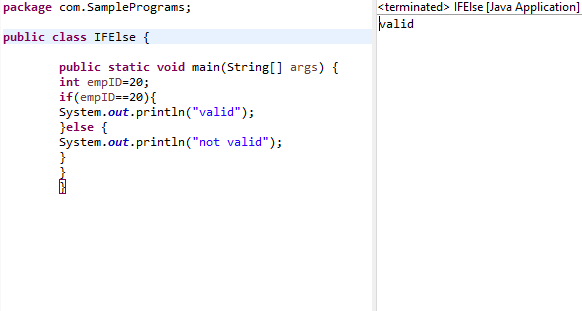 package com.SamplePrograms;
public class IFElse {
public static void main(String[] args) {
int empID=20;
if(empID==20){
System.out.println("valid");
}else {
System.out.println("not valid");
}
}
}
<terminated> IFElse [Java Application]
valid